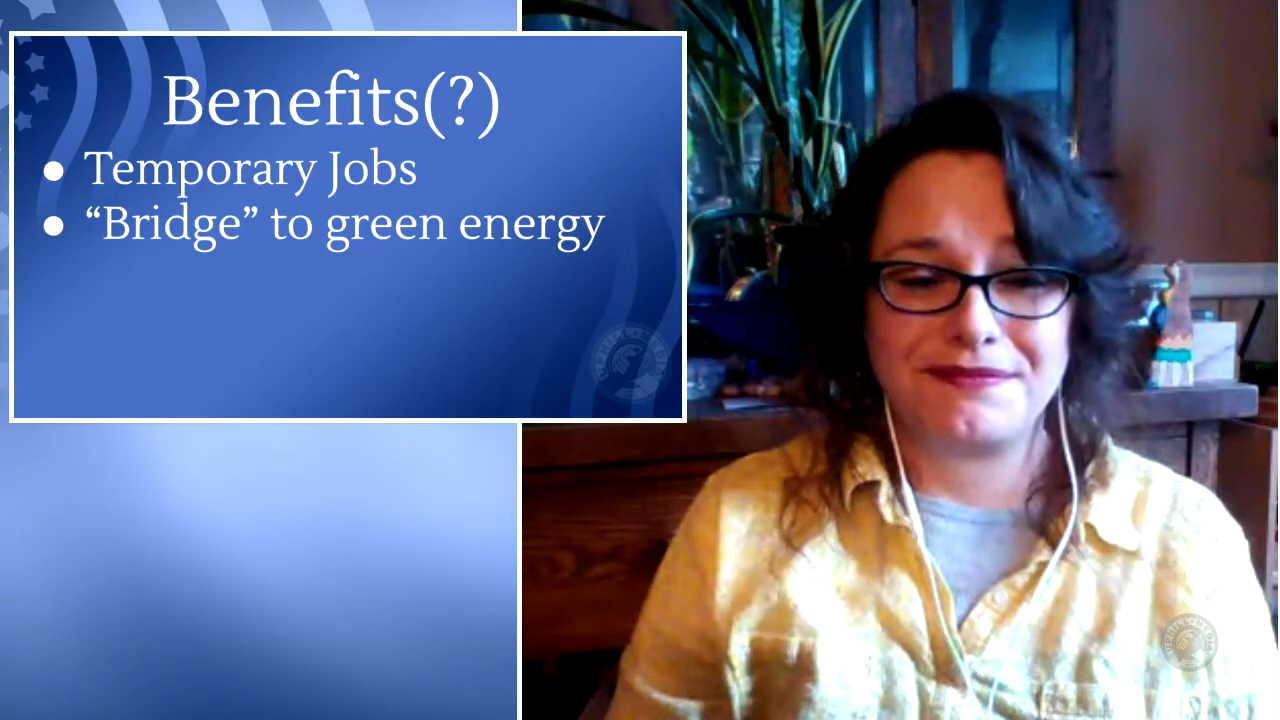 Benefits(?)
● Temporary Jobs
● “Bridge” to green energy